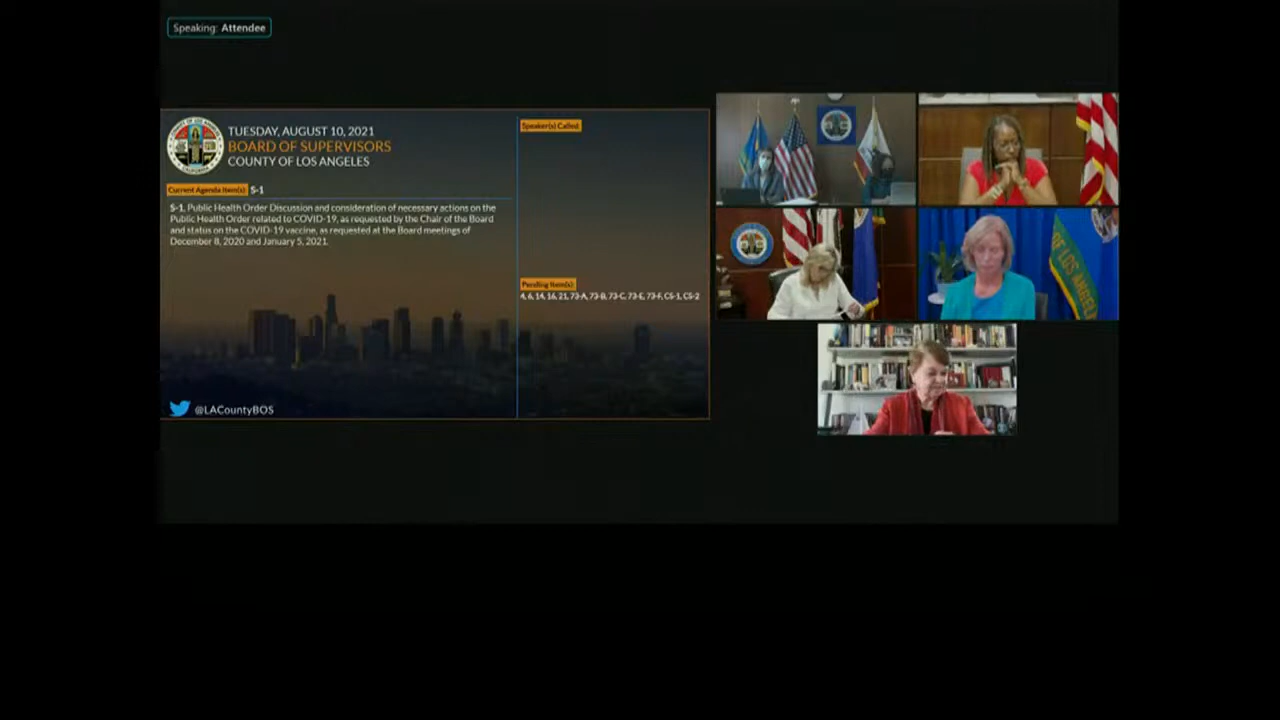 Speaking: Attendee
TUESDAY, AUGUST 10, 2021
BOARD OF SUPERVISORS
COUNTY OF LOS ANGELES
Current Agenda Item(s): S-1
S-1. Public Health Order Discussion and consideration of necessary actions on the
Public Health Order related to COVID-19, as requested by the Chair of the Board
and status on the COVID-19 vaccine, as requested at the Board meetings of
December 8, 2020 and January 5, 2021.
@LACountyBOS
Speaker(s) Called:
Pending Item(s):
4, 6, 14, 16, 21, 73-A, 73-B, 73-C, 73-E, 73-F, CS-1, CS-2
LOS ANGELES